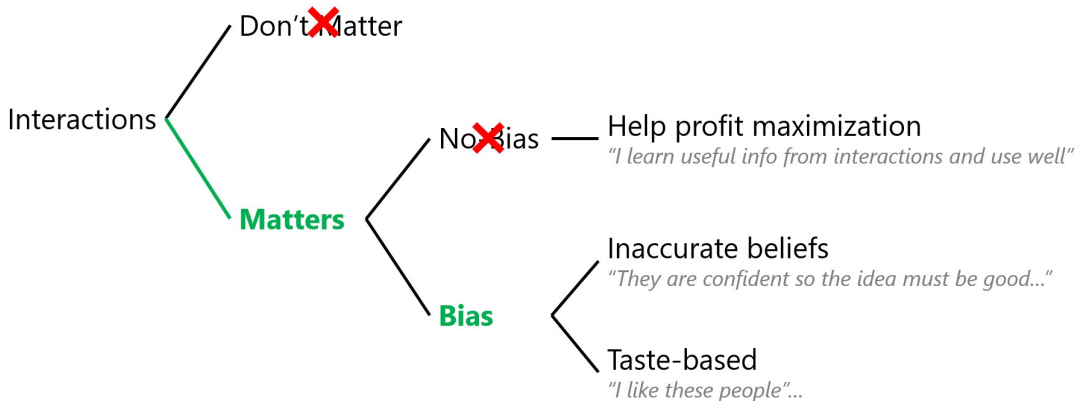 Don't Matter
Interactions
Help profit maximization
No-Bias
"I learn useful info from interactions and use well"
Matters
Inaccurate beliefs
"They are confident so the idea must be good..."
Bias
Taste-based
"I like these people"...